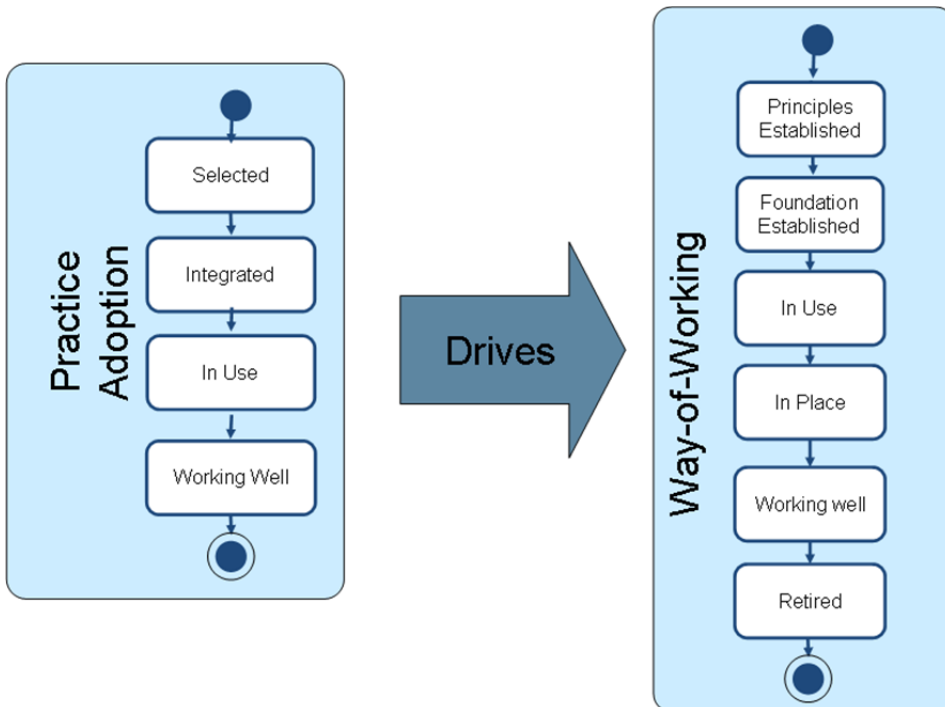 Practice
Adoption
Selected
Integrated
In Use
Working Well
Drives
Way-of-Working
Principles
Established
Foundation
Established
In Use
In Place
Working well
Retired